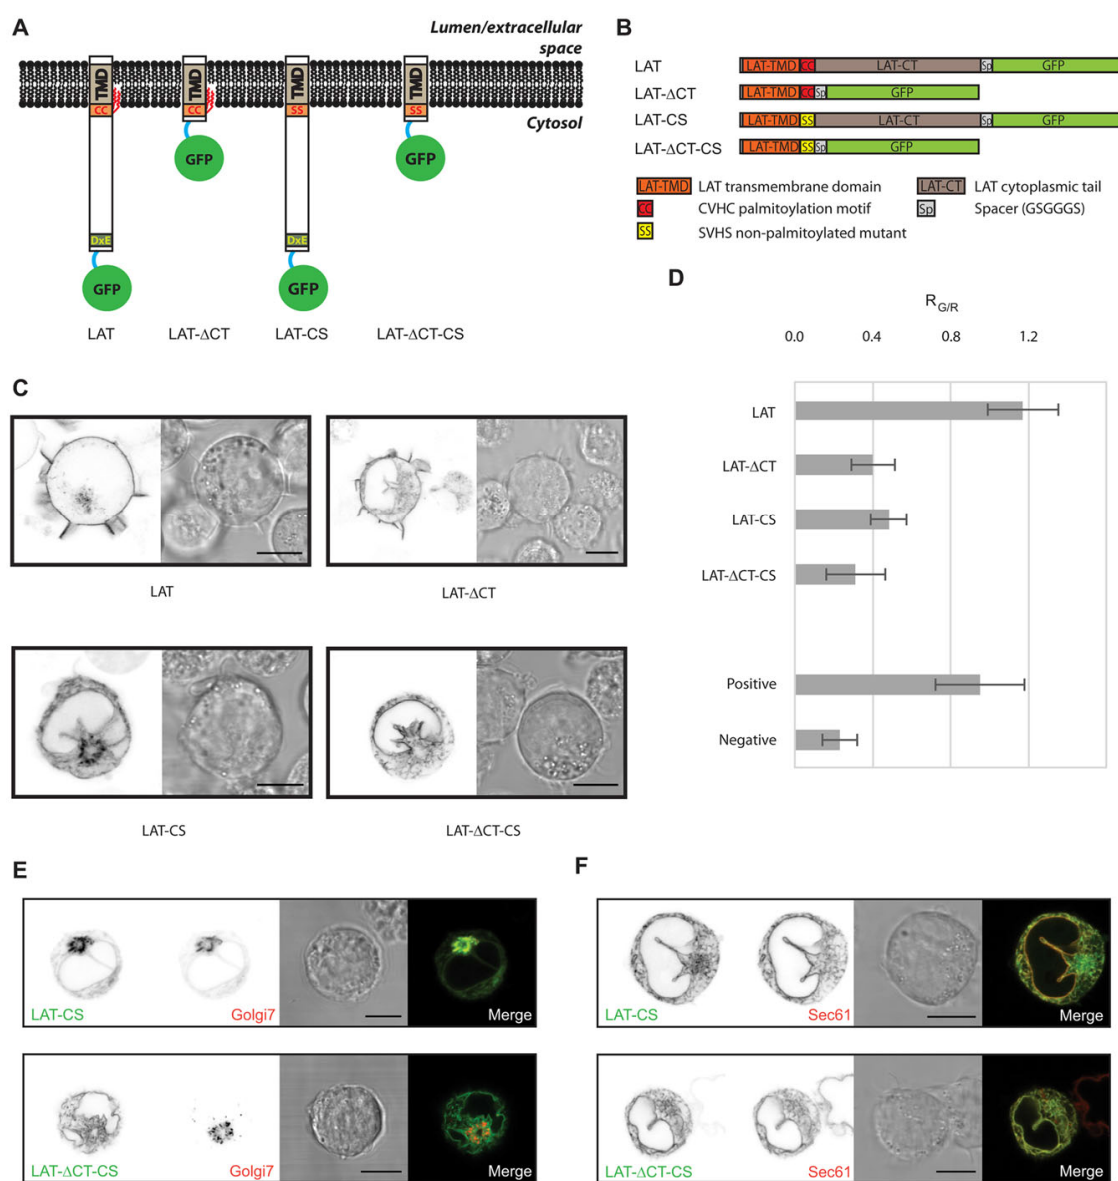 A
Lumen/extracellular
space
TMD
TMD
TMD
TMD
CC
CC
SS
SS
Cytosol
GFP
GFP
DxE
DxE
GFP
GFP
LAT
LAT-ΔCT
LAT-CS
LAT-ΔCT-CS
B
LAT
LAT-TMD CC LAT-CT Sp GFP
LAT-ΔCT
LAT-TMD CC Sp GFP
LAT-CS
LAT-TMD SS LAT-CT Sp GFP
LAT-ΔCT-CS
LAT-TMD SS Sp GFP
LAT-TMD LAT transmembrane domain
LAT-CT LAT cytoplasmic tail
CC CVHC palmitoylation motif
Sp Spacer (GSGGGS)
SS SVHS non-palmitoylated mutant
C
LAT
LAT-ΔCT
LAT-CS
LAT-ΔCT-CS
D
R G/R
0.0 0.4 0.8 1.2
LAT
LAT-ΔCT
LAT-CS
LAT-ΔCT-CS
Positive
Negative
E
LAT-CS
Golgi7
Merge
LAT-ΔCT-CS
Golgi7
Merge
F
LAT-CS
Sec61
Merge
LAT-ΔCT-CS
Sec61
Merge